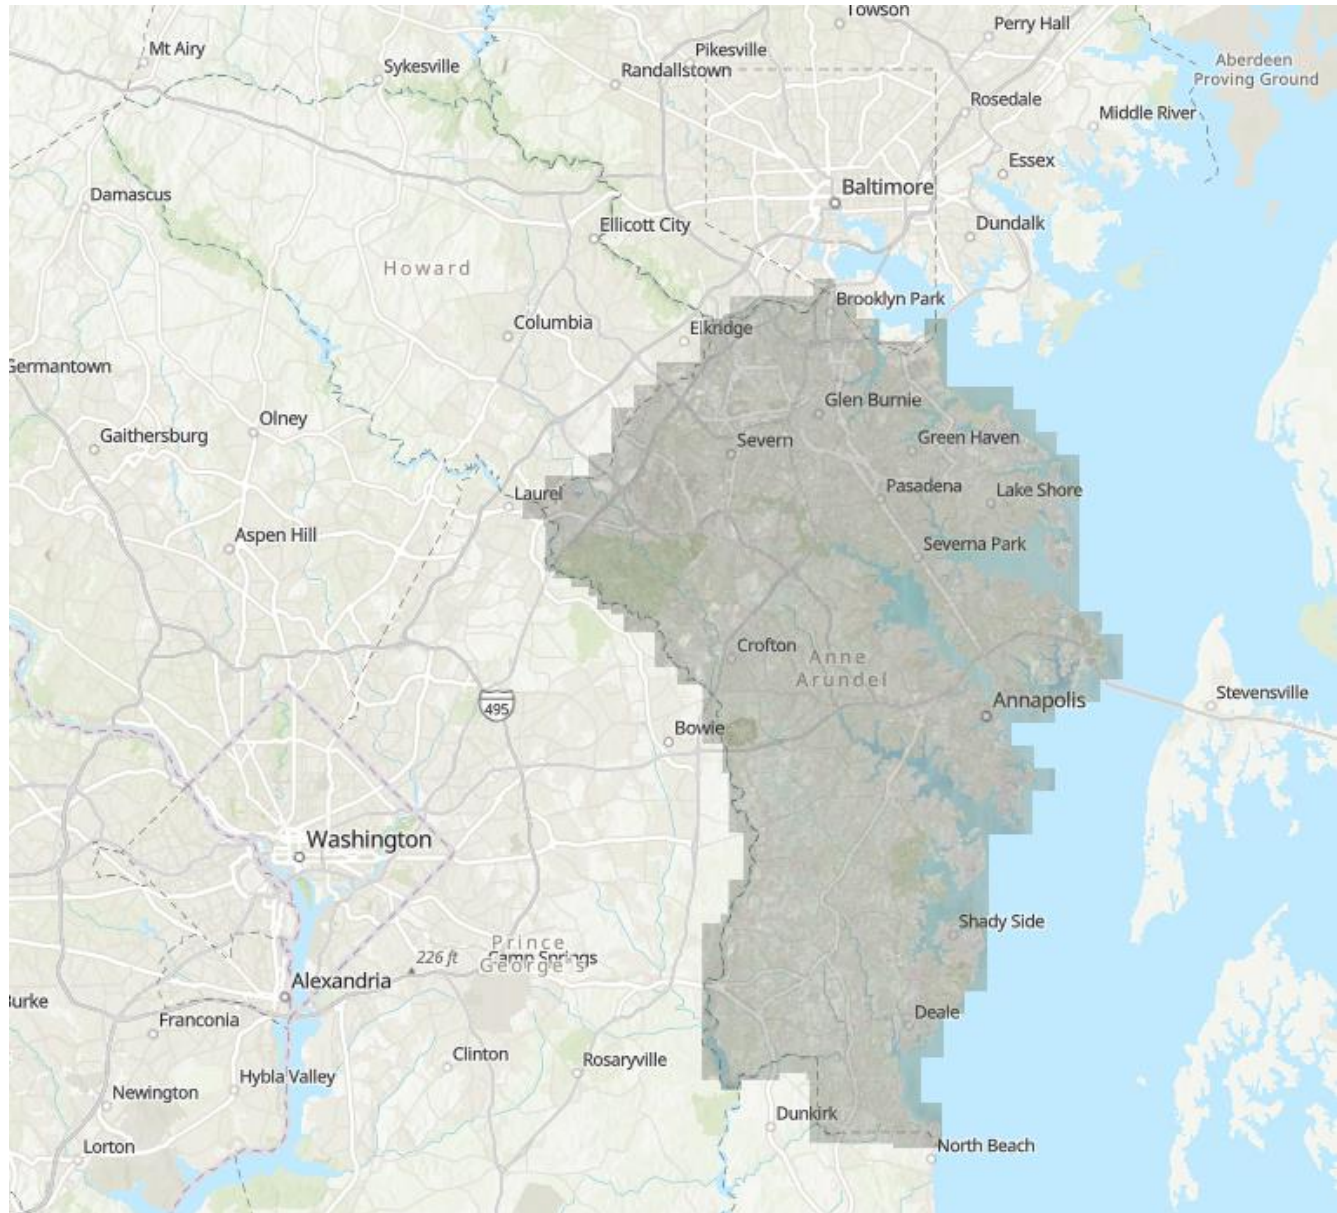 Towson
Mt Airy
Perry Hall
Pikesville
Sykesville
Randallstown
Aberdeen
Proving Ground
Rosedale
Middle River
Essex
Baltimore
Damascus
Dundalk
Ellicott City
Howard
Brooklyn Park
Columbia
Elkridge
Germantown
Glen Burnie
Olney
Gaithersburg
Severn
Green Haven
Pasadena
Lake Shore
Laurel
Aspen Hill
Severna Park
Crofton
Anne
Arundel
Stevensville
Annapolis
495
Bowie
Washington
Shady Side
Prince
George's
226 ft
Camp Springs
Alexandria
Burke
Franconia
Deale
Clinton
Rosaryville
Hybla Valley
Newington
Dunkirk
Lorton
North Beach